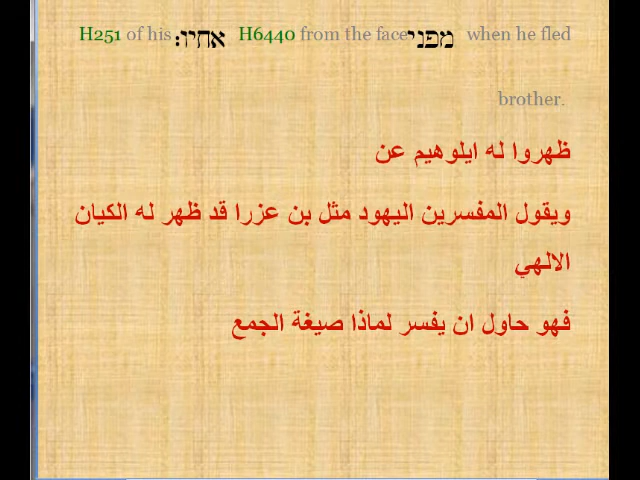 when he fled מפני H6440 from the face אחיו: H251 of his
brother.
ظهروا له ايلوهيم عن
ويقول المفسرين اليهود مثل بن عزرا قد ظهر له الكيان
الالهي
فهو حاول ان يفسر لماذا صيغة الجمع